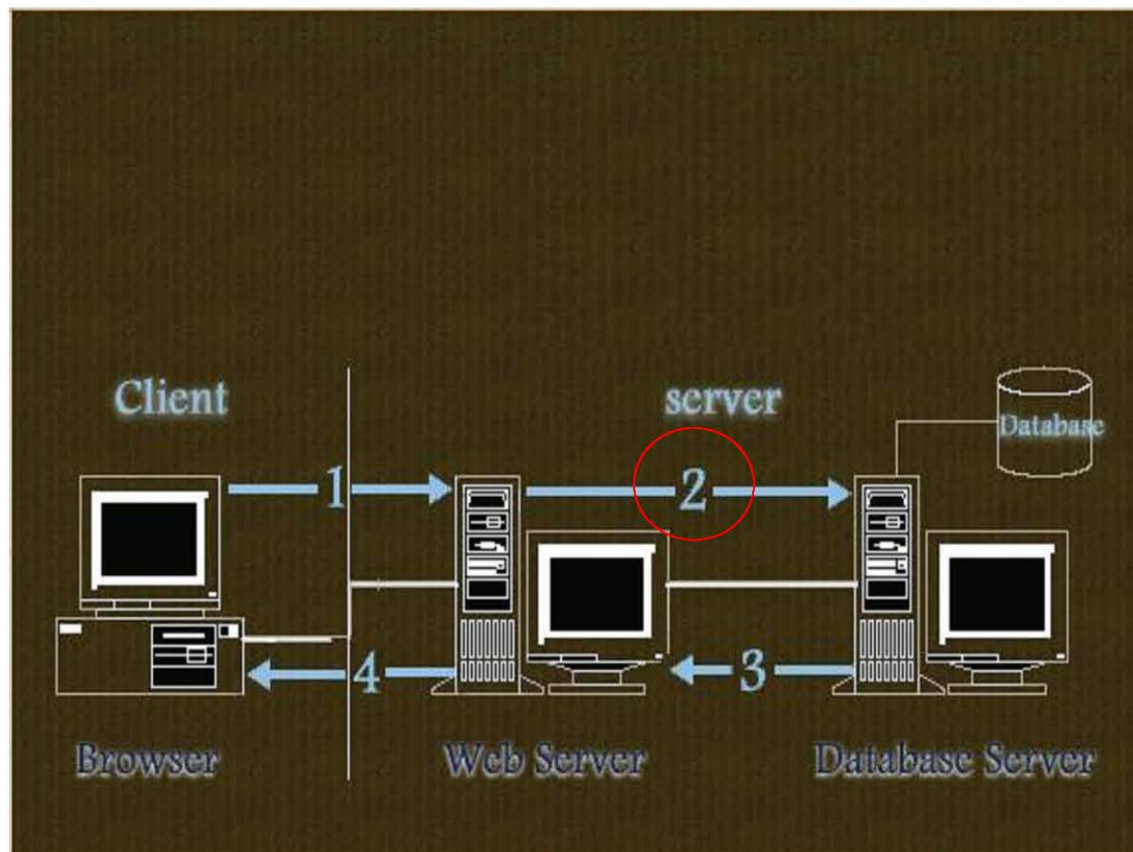 Client
server
Database
1
2
3
4
Browser
Web Server
Database Server